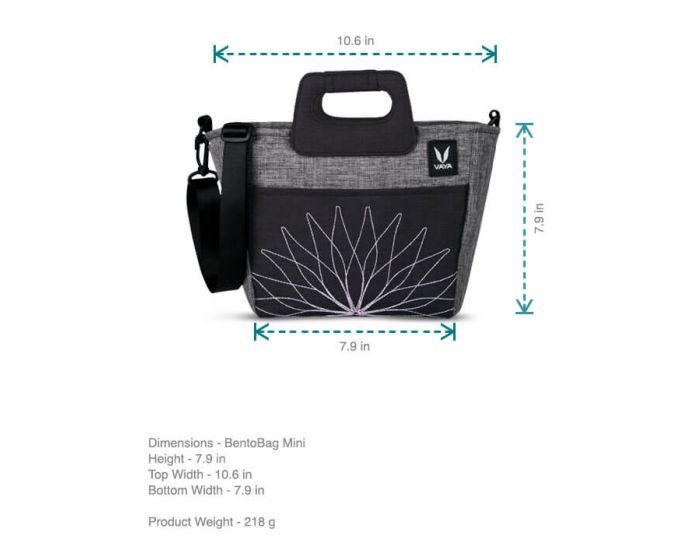 10.6 in
VAYA
7.9 in
7.9 in
Dimensions - BentoBag Mini
Height - 7.9 in
Top Width - 10.6 in
Bottom Width - 7.9 in
Product Weight - 218 g